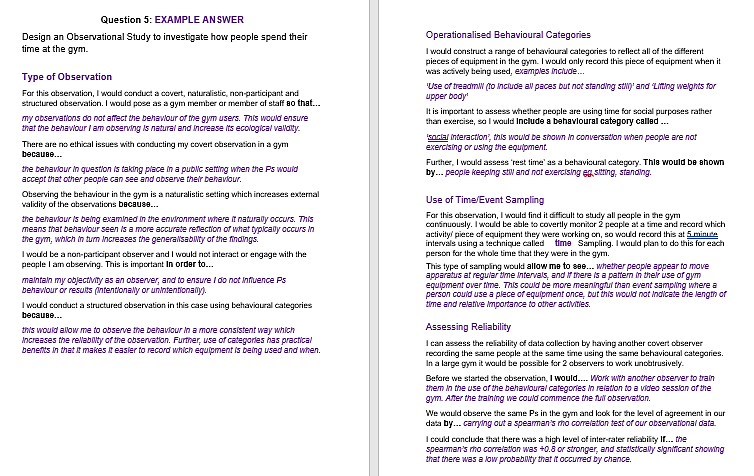 Question 5: EXAMPLE ANSWER
Design an Observational Study to investigate how people spend their
time at the gym.
Type of Observation
For this observation, I would conduct a covert, naturalistic, non-participant and
structured observation. I would pose as a gym member or member of staff so that…
my observations do not affect the behaviour of the gym users. This would ensure
that the behaviour I am observing is natural and increase its ecological validity.
There are no ethical issues with conducting my covert observation in a gym
because…
the behaviour in question is taking place in a public setting when the Ps would
accept that other people can see and observe their behaviour.
Observing the behaviour in the gym is a naturalistic setting which increases external
validity of the observations because…
the behaviour is being examined in the environment where it naturally occurs. This
means that behaviour seen is a more accurate reflection of what typically occurs in
the gym, which in turn increases the generalisability of the findings.
I would be a non-participant observer and I would not interact or engage with the
people I am observing. This is important in order to…
maintain my objectivity as an observer, and to ensure I do not influence Ps
behaviour or results (intentionally or unintentionally).
I would conduct a structured observation in this case using behavioural categories
because…
this would allow me to observe the behaviour in a more consistent way which
increases the reliability of the observation. Further, use of categories has practical
benefits in that it makes it easier to record which equipment is being used and when.
Operationalised Behavioural Categories
I would construct a range of behavioural categories to reflect all of the different
pieces of equipment in the gym. I would only record this piece of equipment when it
was actively being used, examples include…
'Use of treadmill (to include all paces but not standing still)' and 'Lifting weights for
upper body'
It is important to assess whether people are using time for social purposes rather
than exercise, so I would include a behavioural category called …
'social interaction', this would be shown in conversation when people are not
exercising or using the equipment.
Further, I would assess 'rest time' as a behavioural category. This would be shown
by… people keeping still and not exercising eg sitting, standing.
Use of Time/Event Sampling
For this observation, I would find it difficult to study all people in the gym
continuously. I would be able to covertly monitor 2 people at a time and record which
activity/ piece of equipment they were working on, so would record this at 5 minute
intervals using a technique called time Sampling. I would plan to do this for each
person for the whole time that they were in the gym.
This type of sampling would allow me to see… whether people appear to move
apparatus at regular time intervals, and if there is a pattern in their use of gym
equipment over time. This could be more meaningful than event sampling where a
person could use a piece of equipment once, but this would not indicate the length of
time and relative importance to other activities.
Assessing Reliability
I can assess the reliability of data collection by having another covert observer
recording the same people at the same time using the same behavioural categories.
In a large gym it would be possible for 2 observers to work unobtrusively.
Before we started the observation, I would…. Work with another observer to train
them in the use of the behavioural categories in relation to a video session of the
gym. After the training we could commence the full observation.
We would observe the same Ps in the gym and look for the level of agreement in our
data by… carrying out a spearman's rho correlation test of our observational data.
I could conclude that there was a high level of inter-rater reliability if… the
spearman's rho correlation was +0.8 or stronger, and statistically significant showing
that there was a low probability that it occurred by chance.